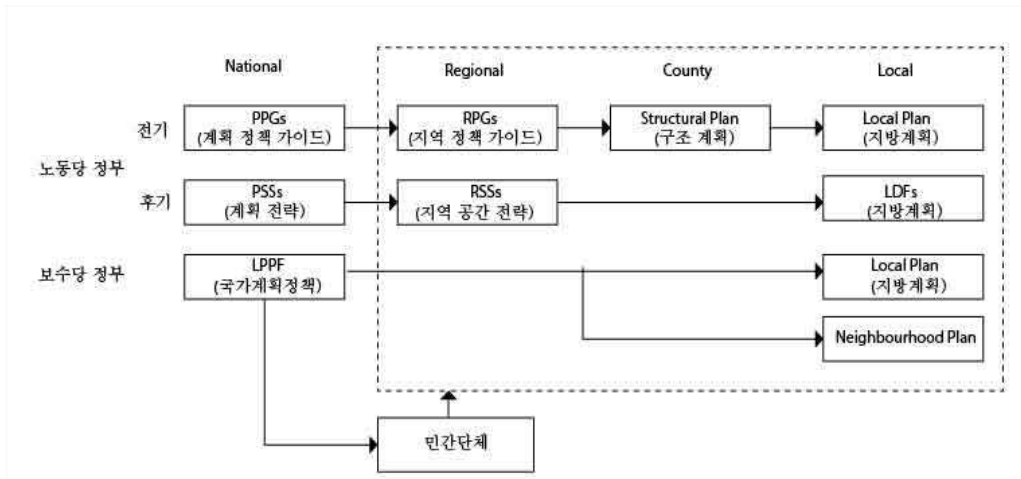 National
Regional
County
Local
전기
PPGs
(계획 정책 가이드)
RPGs
(지역 정책 가이드)
Structural Plan
(구조 계획)
Local Plan
(지방계획)
노동당 정부
후기
PSSs
(계획 전략)
RSSs
(지역 공간 전략)
LDFs
(지방계획)
보수당 정부
LPPF
(국가계획정책)
Local Plan
(지방계획)
Neighbourhood Plan
민간단체